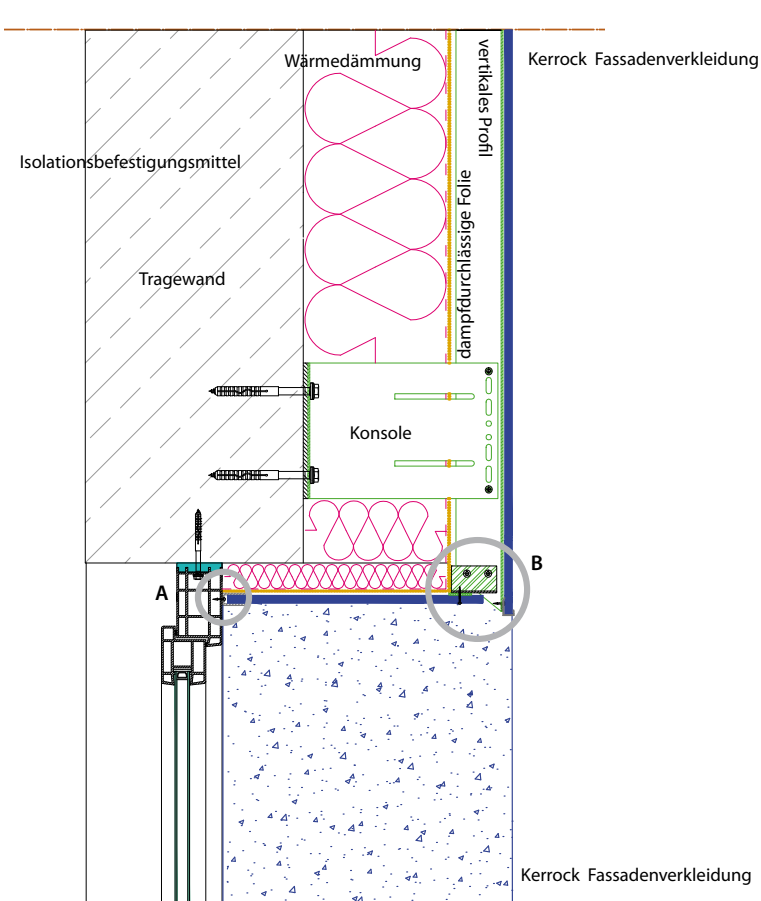 Wärmedämmung
Kerrock Fassadenverkleidung
vertikales Profil
Isolationsbefestigungsmittel
dampfdurchlässige Folie
Tragewand
Konsole
B
A
Kerrock Fassadenverkleidung